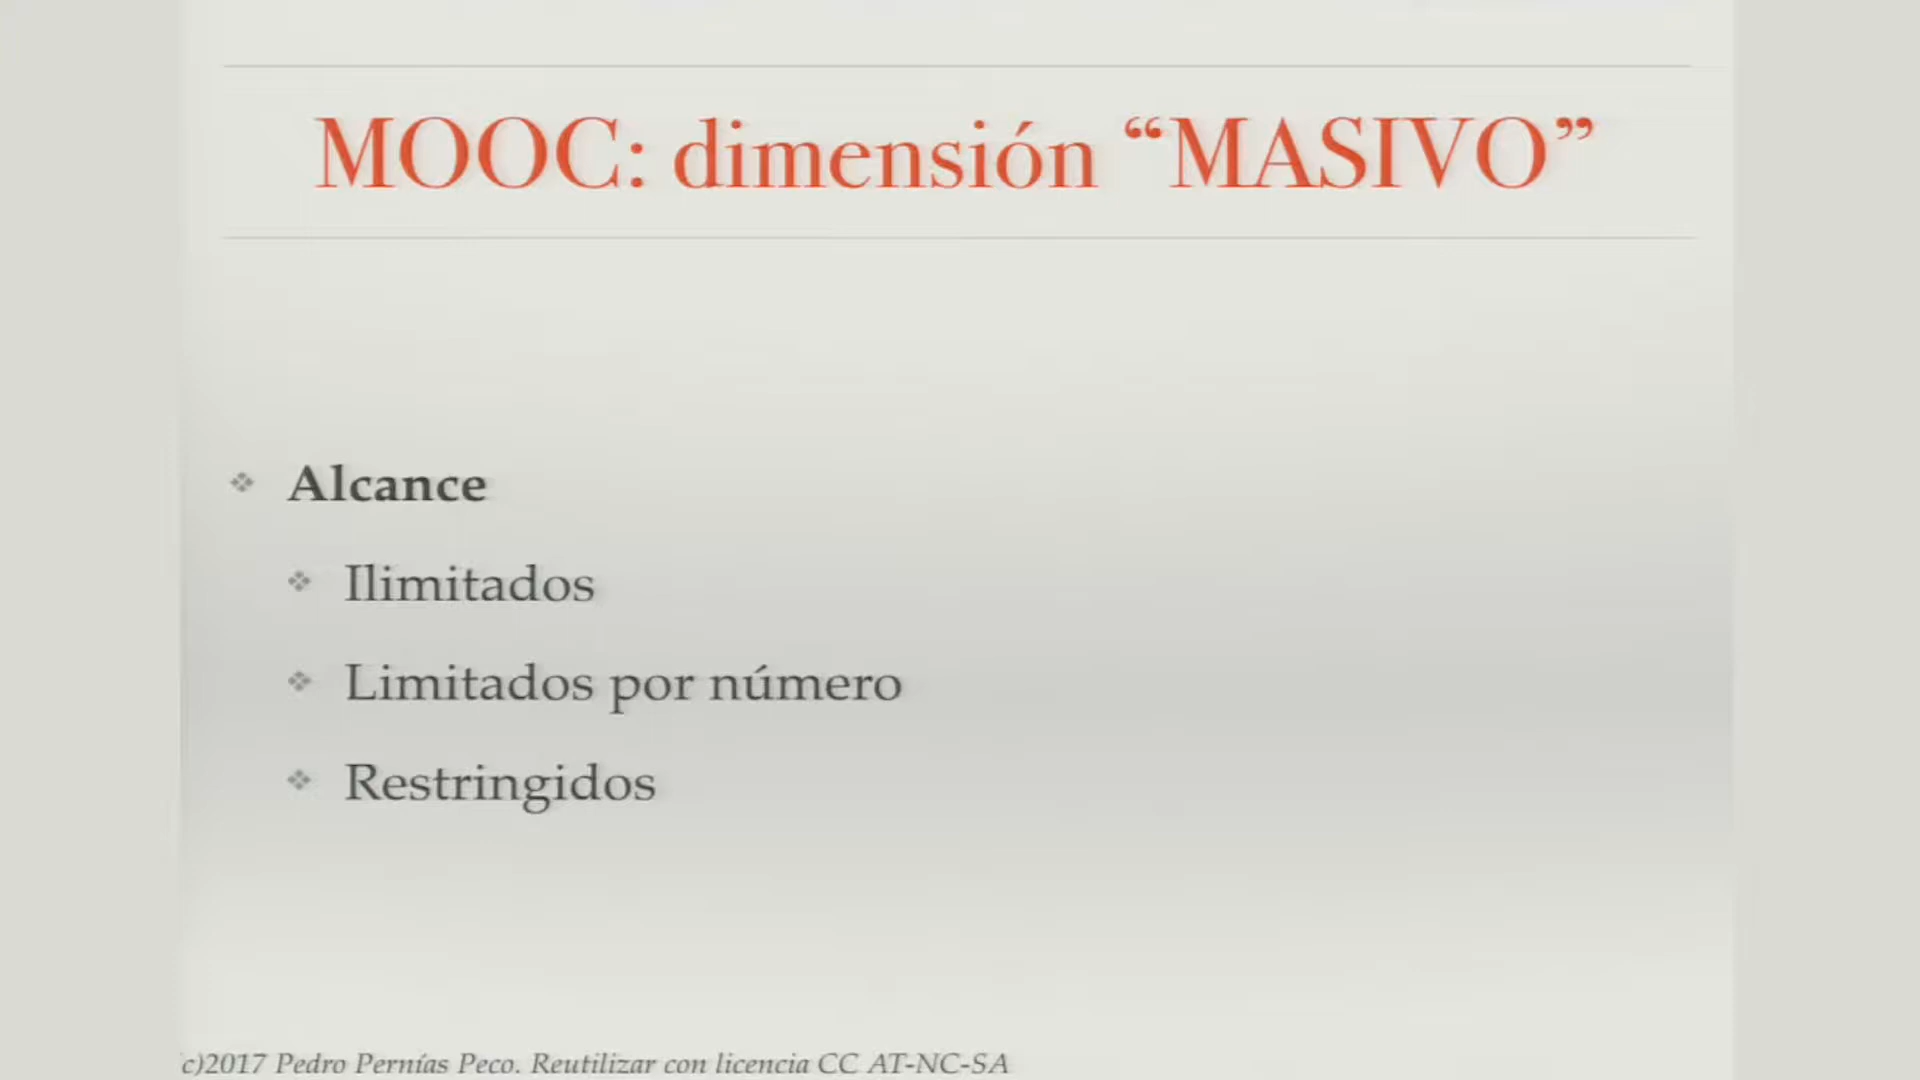 MOOC: dimensión “MASIVO”
Alcance
Ilimitados
Limitados por número
Restringidos
c)2017 Pedro Pernías Peco. Reutilizar con licencia CC AT-NC-SA